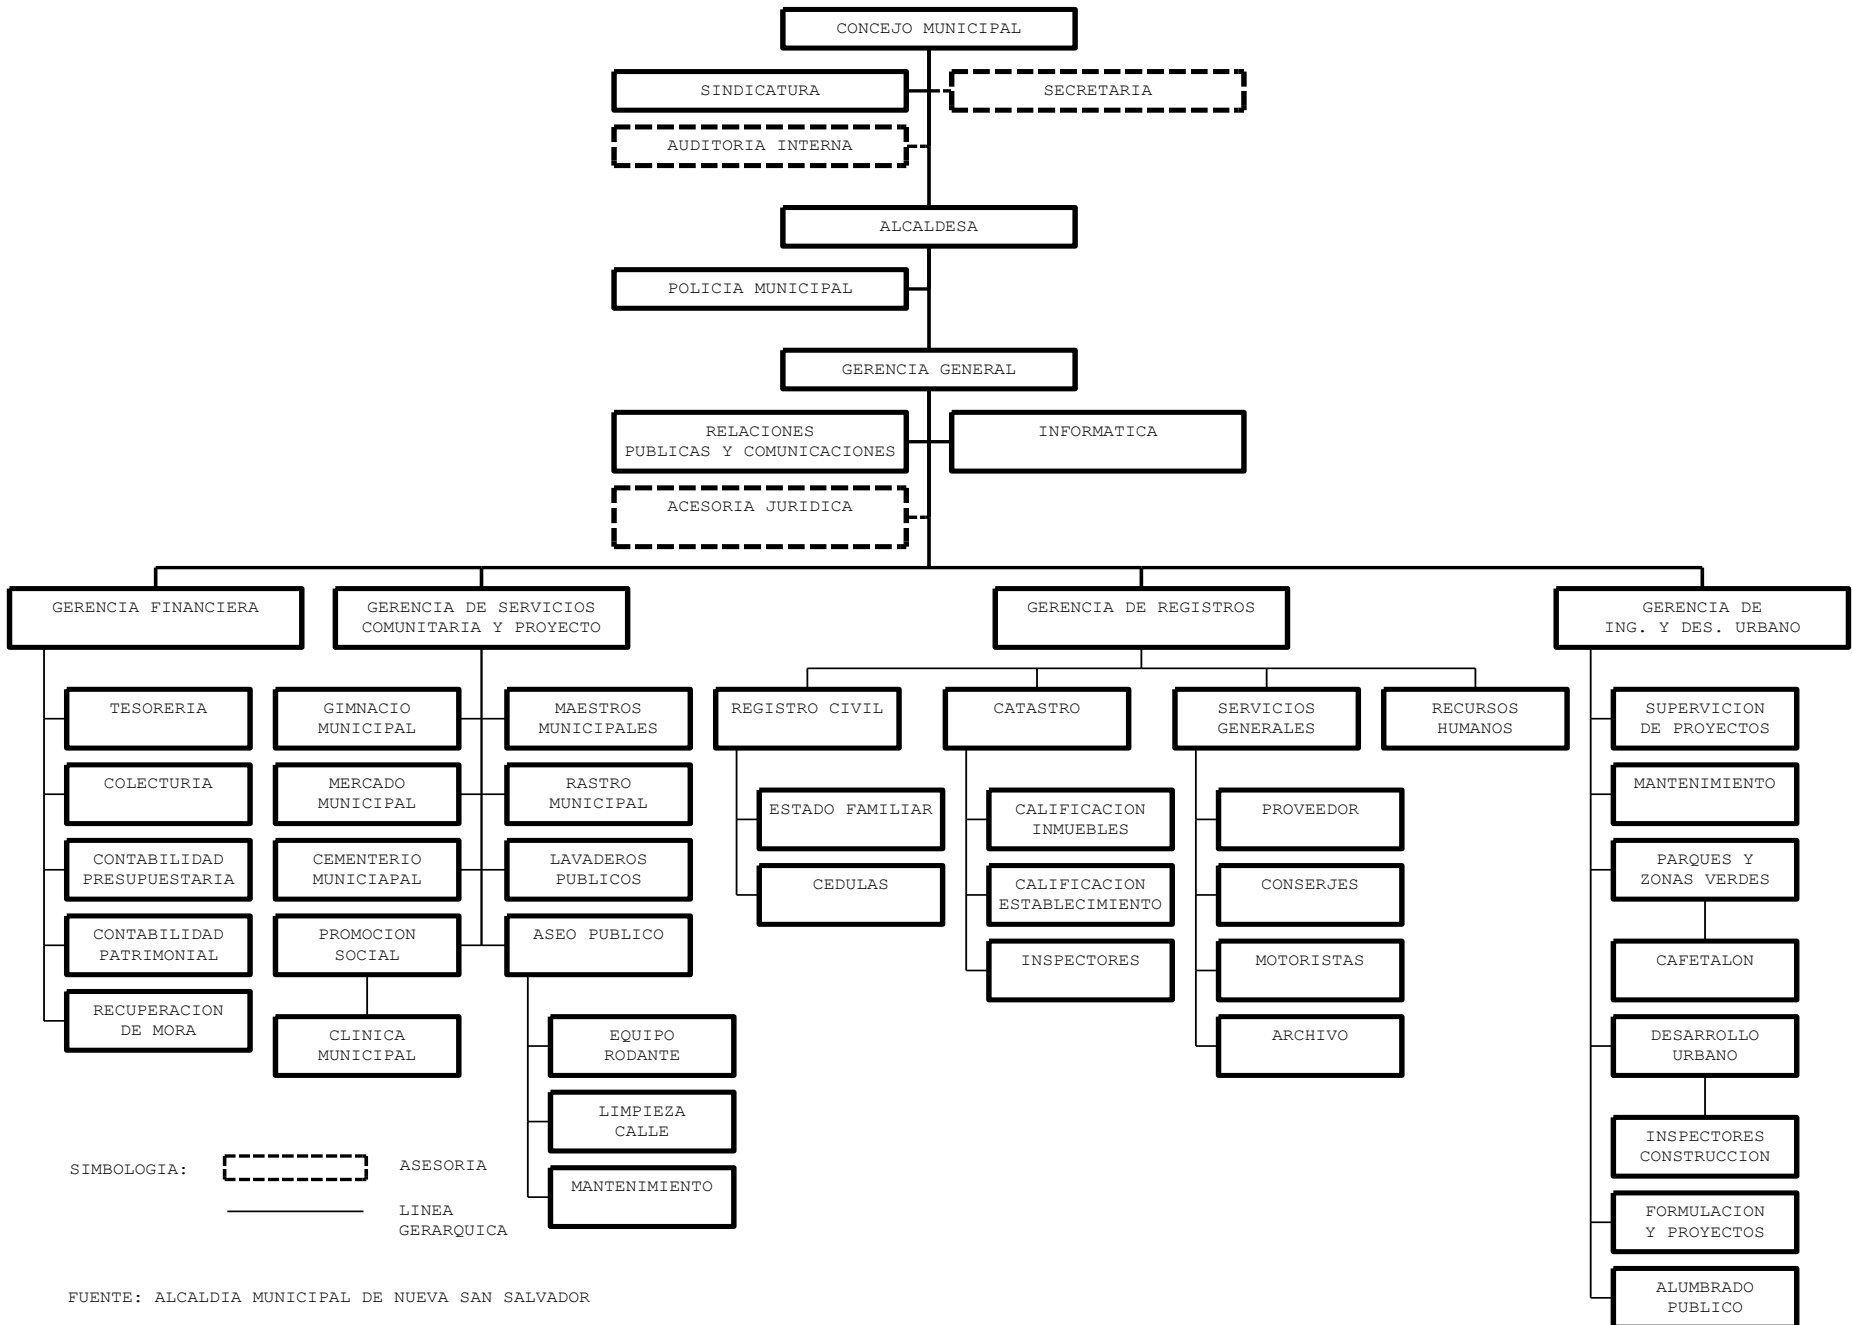 CONCEJO MUNICIPAL
SINDICATURA
SECRETARIA
AUDITORIA INTERNA
ALCALDESA
POLICIA MUNICIPAL
GERENCIA GENERAL
RELACIONES
PUBLICAS Y COMUNICACIONES
INFORMATICA
ACESORIA JURIDICA
GERENCIA FINANCIERA
GERENCIA DE SERVICIOS
COMUNITARIA Y PROYECTO
GERENCIA DE REGISTROS
GERENCIA DE
ING. Y DES. URBANO
TESORERIA
COLECTURIA
CONTABILIDAD
PRESUPUESTARIA
CONTABILIDAD
PATRIMONIAL
RECUPERACION
DE MORA
GIMNACIO
MUNICIPAL
MERCADO
MUNICIPAL
CEMENTERIO
MUNICIAPAL
PROMOCION
SOCIAL
CLINICA
MUNICIPAL
MAESTROS
MUNICIPALES
RASTRO
MUNICIPAL
LAVADEROS
PUBLICOS
ASEO PUBLICO
EQUIPO
RODANTE
LIMPIEZA
CALLE
MANTENIMIENTO
REGISTRO CIVIL
ESTADO FAMILIAR
CEDULAS
CATASTRO
CALIFICACION
INMUEBLES
CALIFICACION
ESTABLECIMIENTO
INSPECTORES
SERVICIOS
GENERALES
PROVEEDOR
CONSERJES
MOTORISTAS
ARCHIVO
RECURSOS
HUMANOS
SUPERVICION
DE PROYECTOS
MANTENIMIENTO
PARQUES Y
ZONAS VERDES
CAFETALON
DESARROLLO
URBANO
INSPECTORES
CONSTRUCCION
FORMULACION
Y PROYECTOS
ALUMBRADO
PUBLICO
SIMBOLOGIA:
ASESORIA
LINEA
GERARQUICA
FUENTE: ALCALDIA MUNICIPAL DE NUEVA SAN SALVADOR